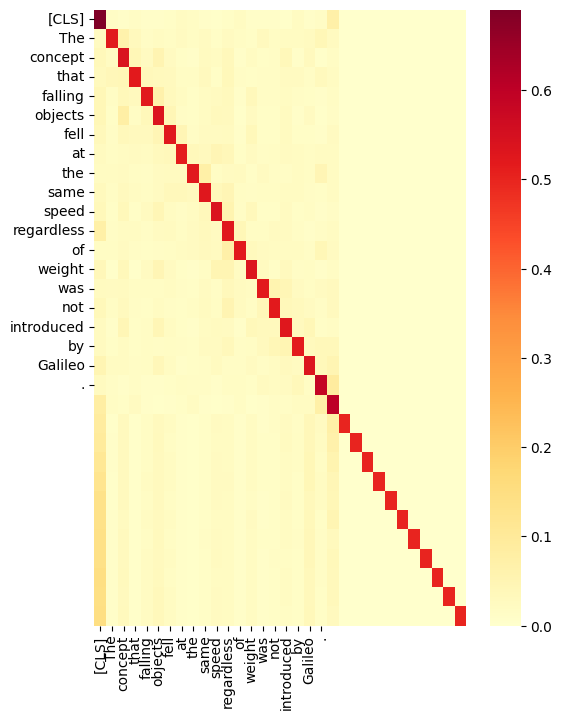 [CLS]
The
concept
that
falling
objects
fell
at
the
same
speed
regardless
of
weight
was
not
introduced
by
Galileo
.
[CLS]
The
concept
that
falling
objects
fell
at
the
same
speed
regardless
of
weight
was
not
introduced
by
Galileo
.
0.6
0.5
0.4
0.3
0.2
0.1
0.0